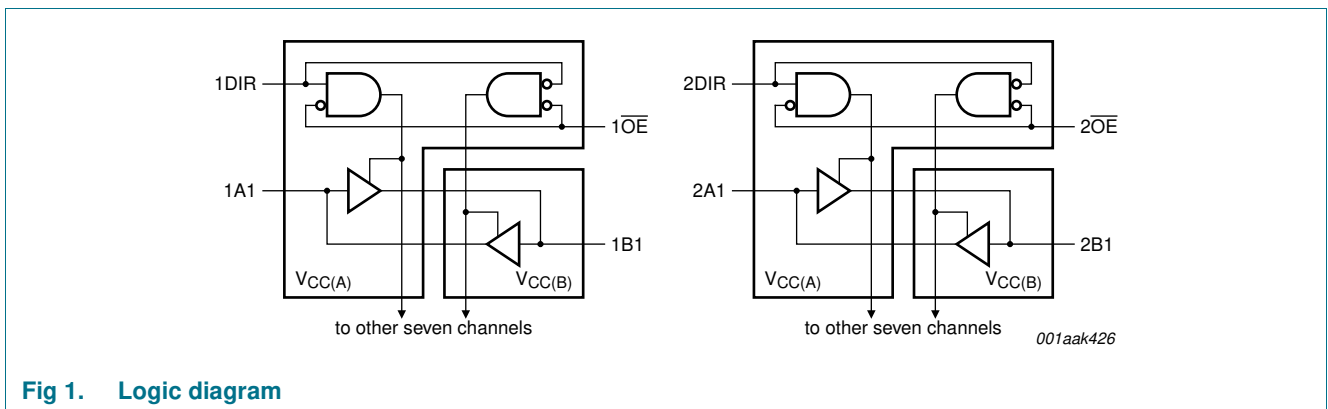 1DIR
1OE
1A1
1B1
VCC(A)
VCC(B)
to other seven channels
2DIR
2OE
2A1
2B1
VCC(A)
VCC(B)
to other seven channels
001aak426
Fig 1. Logic diagram